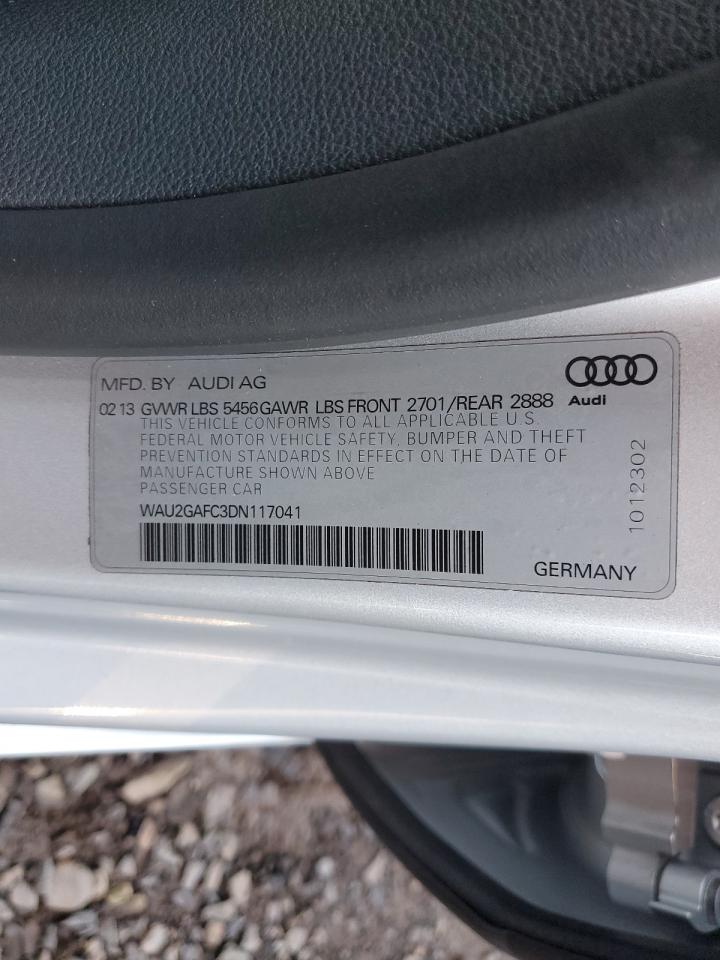 MFD. BY AUDI AG
Audi
02 13 GVWR LBS 5456 GAWR LBS FRONT 2701/REAR 2888
THIS VEHICLE CONFORMS TO ALL APPLICABLE U.S.
FEDERAL MOTOR VEHICLE SAFETY, BUMPER AND THEFT
PREVENTION STANDARDS IN EFFECT ON THE DATE OF
MANUFACTURE SHOWN ABOVE
PASSENGER CAR
WAU2GAFC3DN117041
1012302
GERMANY